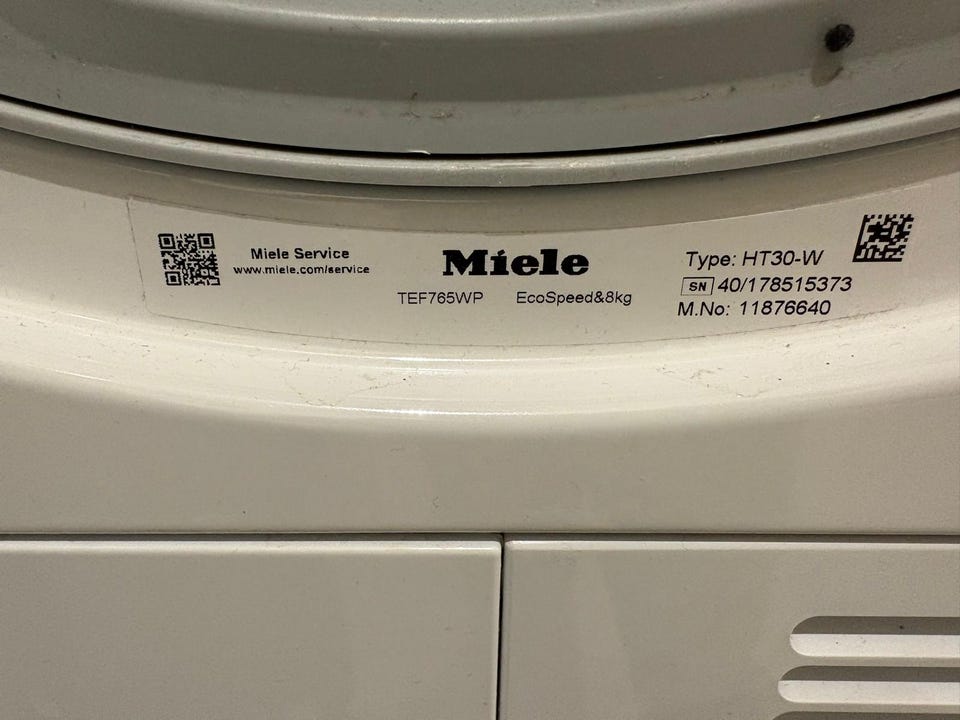 Miele Service
www.miele.com/service
Miele
TEF765WP EcoSpeed&8kg
Type: HT30-W
SN 40/178515373
M.No: 11876640